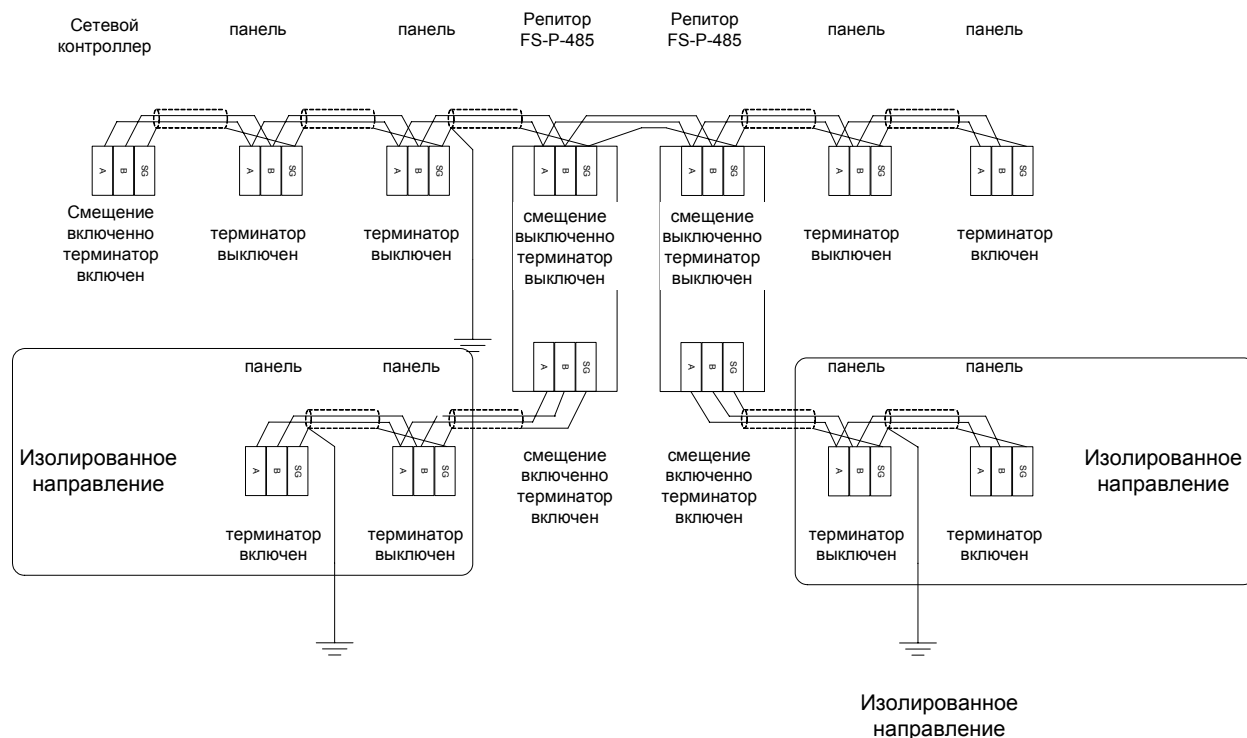 Сетевой
контроллер
панель
панель
Репитор
FS-P-485
Репитор
FS-P-485
панель
панель
A
B
SG
A
B
SG
A
B
SG
A
B
SG
A
B
SG
A
B
SG
A
B
SG
Смещение
включенно
терминатор
включен
терминатор
выключен
терминатор
выключен
смещение
выключенно
терминатор
выключен
смещение
выключенно
терминатор
выключен
терминатор
выключен
терминатор
включен
панель
панель
A
B
SG
A
B
SG
панель
панель
Изолированное
направление
A
B
SG
A
B
SG
смещение
включенно
терминатор
включен
смещение
включенно
терминатор
включен
A
B
SG
A
B
SG
Изолированное
направление
терминатор
включен
терминатор
выключен
терминатор
выключен
терминатор
включен
Изолированное
направление